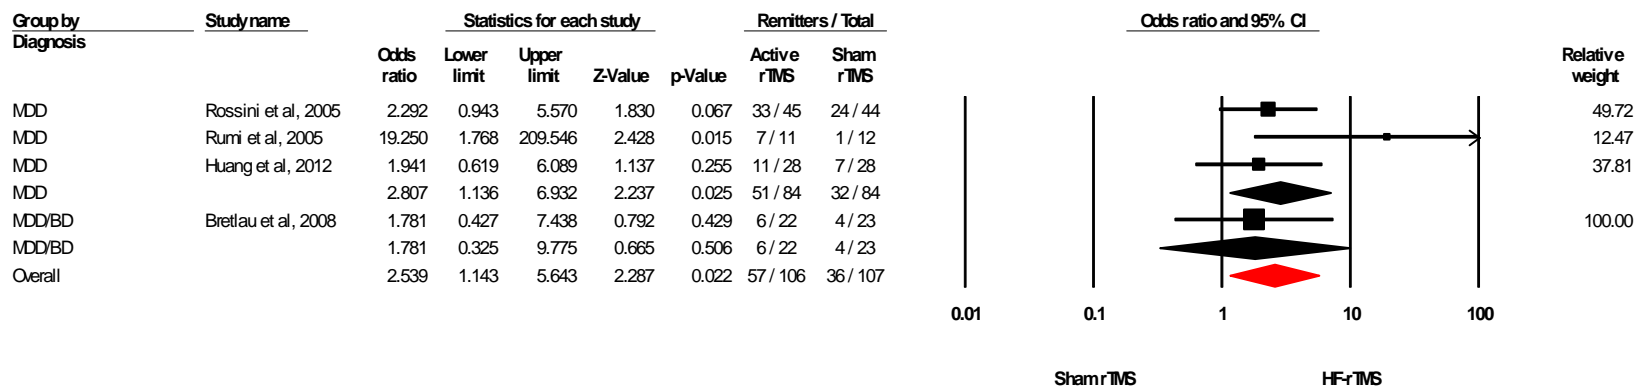 Group by Study name Statistics for each study Remitters / Total Odds ratio and 95% CI
Diagnosis
Odds Lower Upper Active Sham Relative
ratio limit limit Z-Value p-Value rTMS rTMS weight
MDD Rossini et al, 2005 2.292 0.943 5.570 1.830 0.067 33 / 45 24 / 44 49.72
MDD Rumi et al, 2005 19.250 1.768 209.546 2.428 0.015 7 / 11 1 / 12 12.47
MDD Huang et al, 2012 1.941 0.619 6.089 1.137 0.255 11 / 28 7 / 28 37.81
MDD 2.807 1.136 6.932 2.237 0.025 51 / 84 32 / 84
MDD/BD Bretlau et al, 2008 1.781 0.427 7.438 0.792 0.429 6 / 22 4 / 23 100.00
MDD/BD 1.781 0.325 9.775 0.665 0.506 6 / 22 4 / 23
Overall 2.539 1.143 5.643 2.287 0.022 57 / 106 36 / 107
0.01 0.1 1 10 100
Sham rTMS HF-rTMS